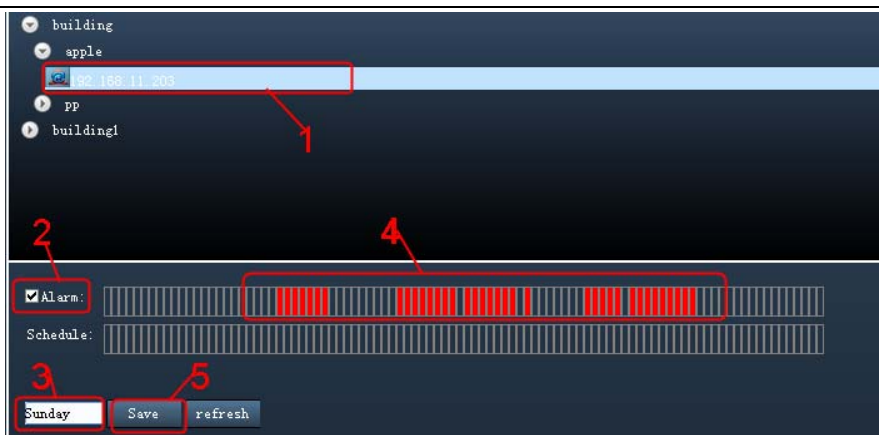 building
apple
192.168.11.203
1
pp
building1
2
4
Alarm:
Schedule:
3
5
Sunday
Save
refresh